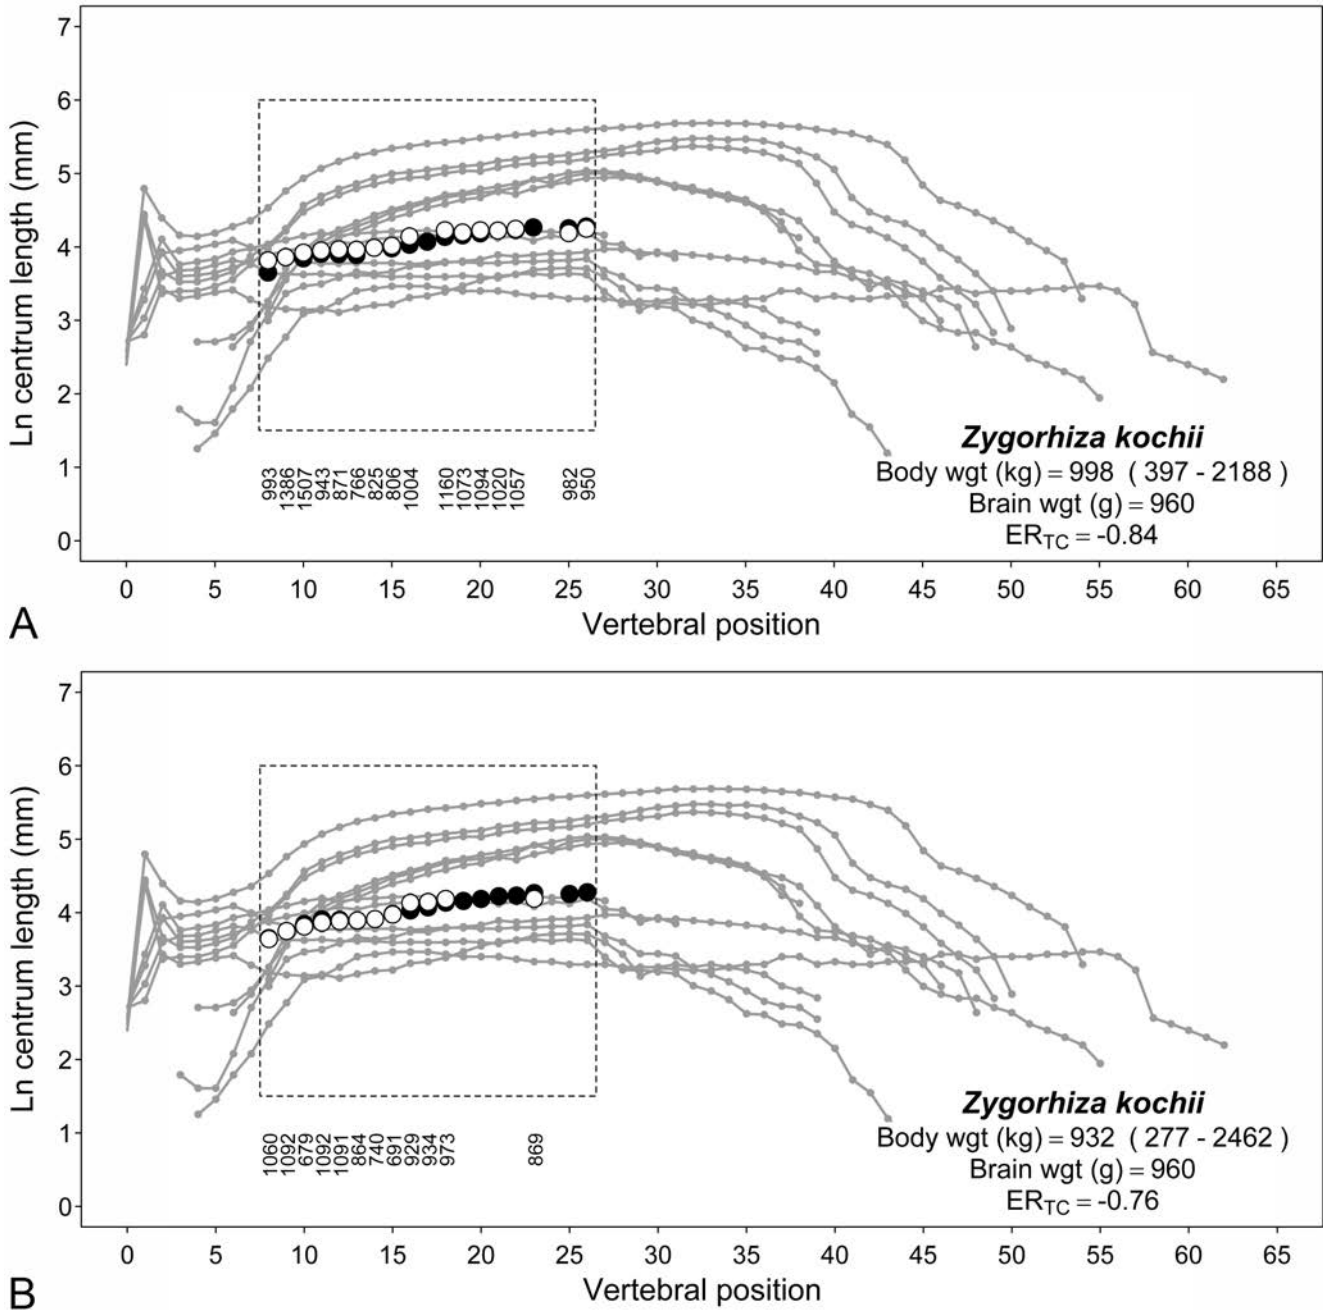 7
6
5
4
3
2
1
0
Ln centrum length (mm)
993 1386 1507 943 871 766 825 806 1004 1160 1073 1094 1020 1057 982 950
Zygorhiza kochii
Body wgt (kg) = 998 ( 397 - 2188 )
Brain wgt (g) = 960
ERTC = -0.84
0 5 10 15 20 25 30 35 40 45 50 55 60 65
Vertebral position
A
7
6
5
4
3
2
1
0
Ln centrum length (mm)
1060 1092 679 1092 1091 864 740 691 929 934 973 869
Zygorhiza kochii
Body wgt (kg) = 932 ( 277 - 2462 )
Brain wgt (g) = 960
ERTC = -0.76
0 5 10 15 20 25 30 35 40 45 50 55 60 65
Vertebral position
B